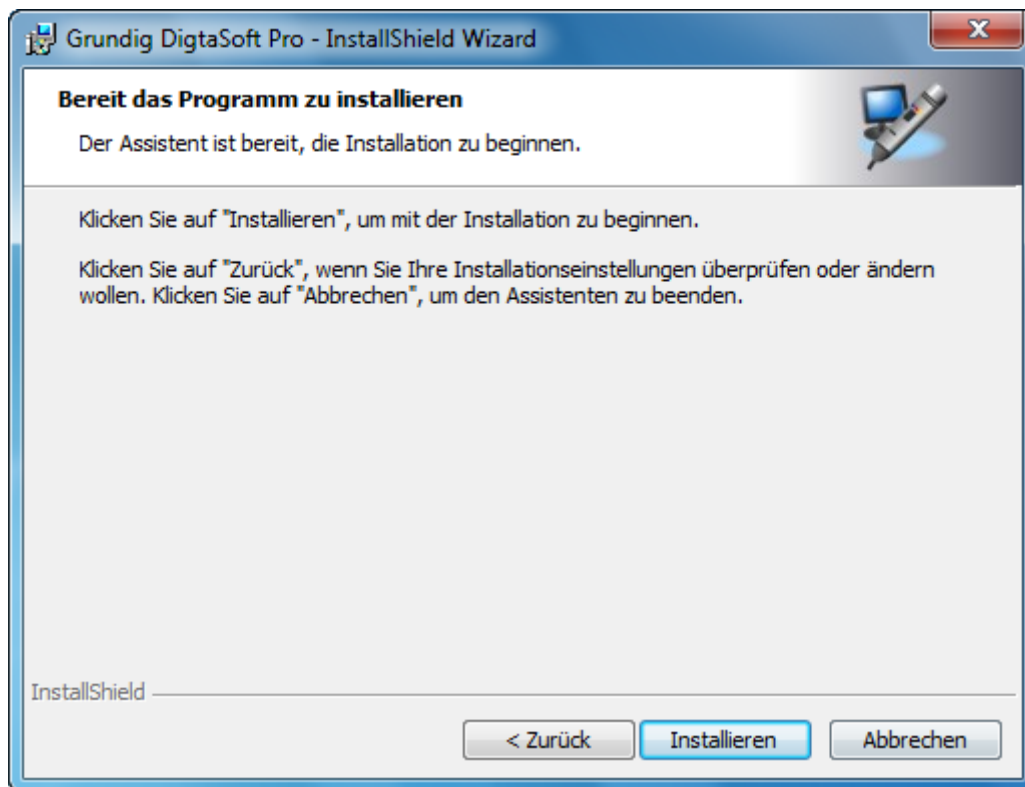 Grundig DigtaSoft Pro - InstallShield Wizard
Bereit das Programm zu installieren
Der Assistent ist bereit, die Installation zu beginnen.
Klicken Sie auf "Installieren", um mit der Installation zu beginnen.
Klicken Sie auf "Zurück", wenn Sie Ihre Installationseinstellungen überprüfen oder ändern
wollen. Klicken Sie auf "Abbrechen", um den Assistenten zu beenden.
InstallShield
< Zurück
Installieren
Abbrechen